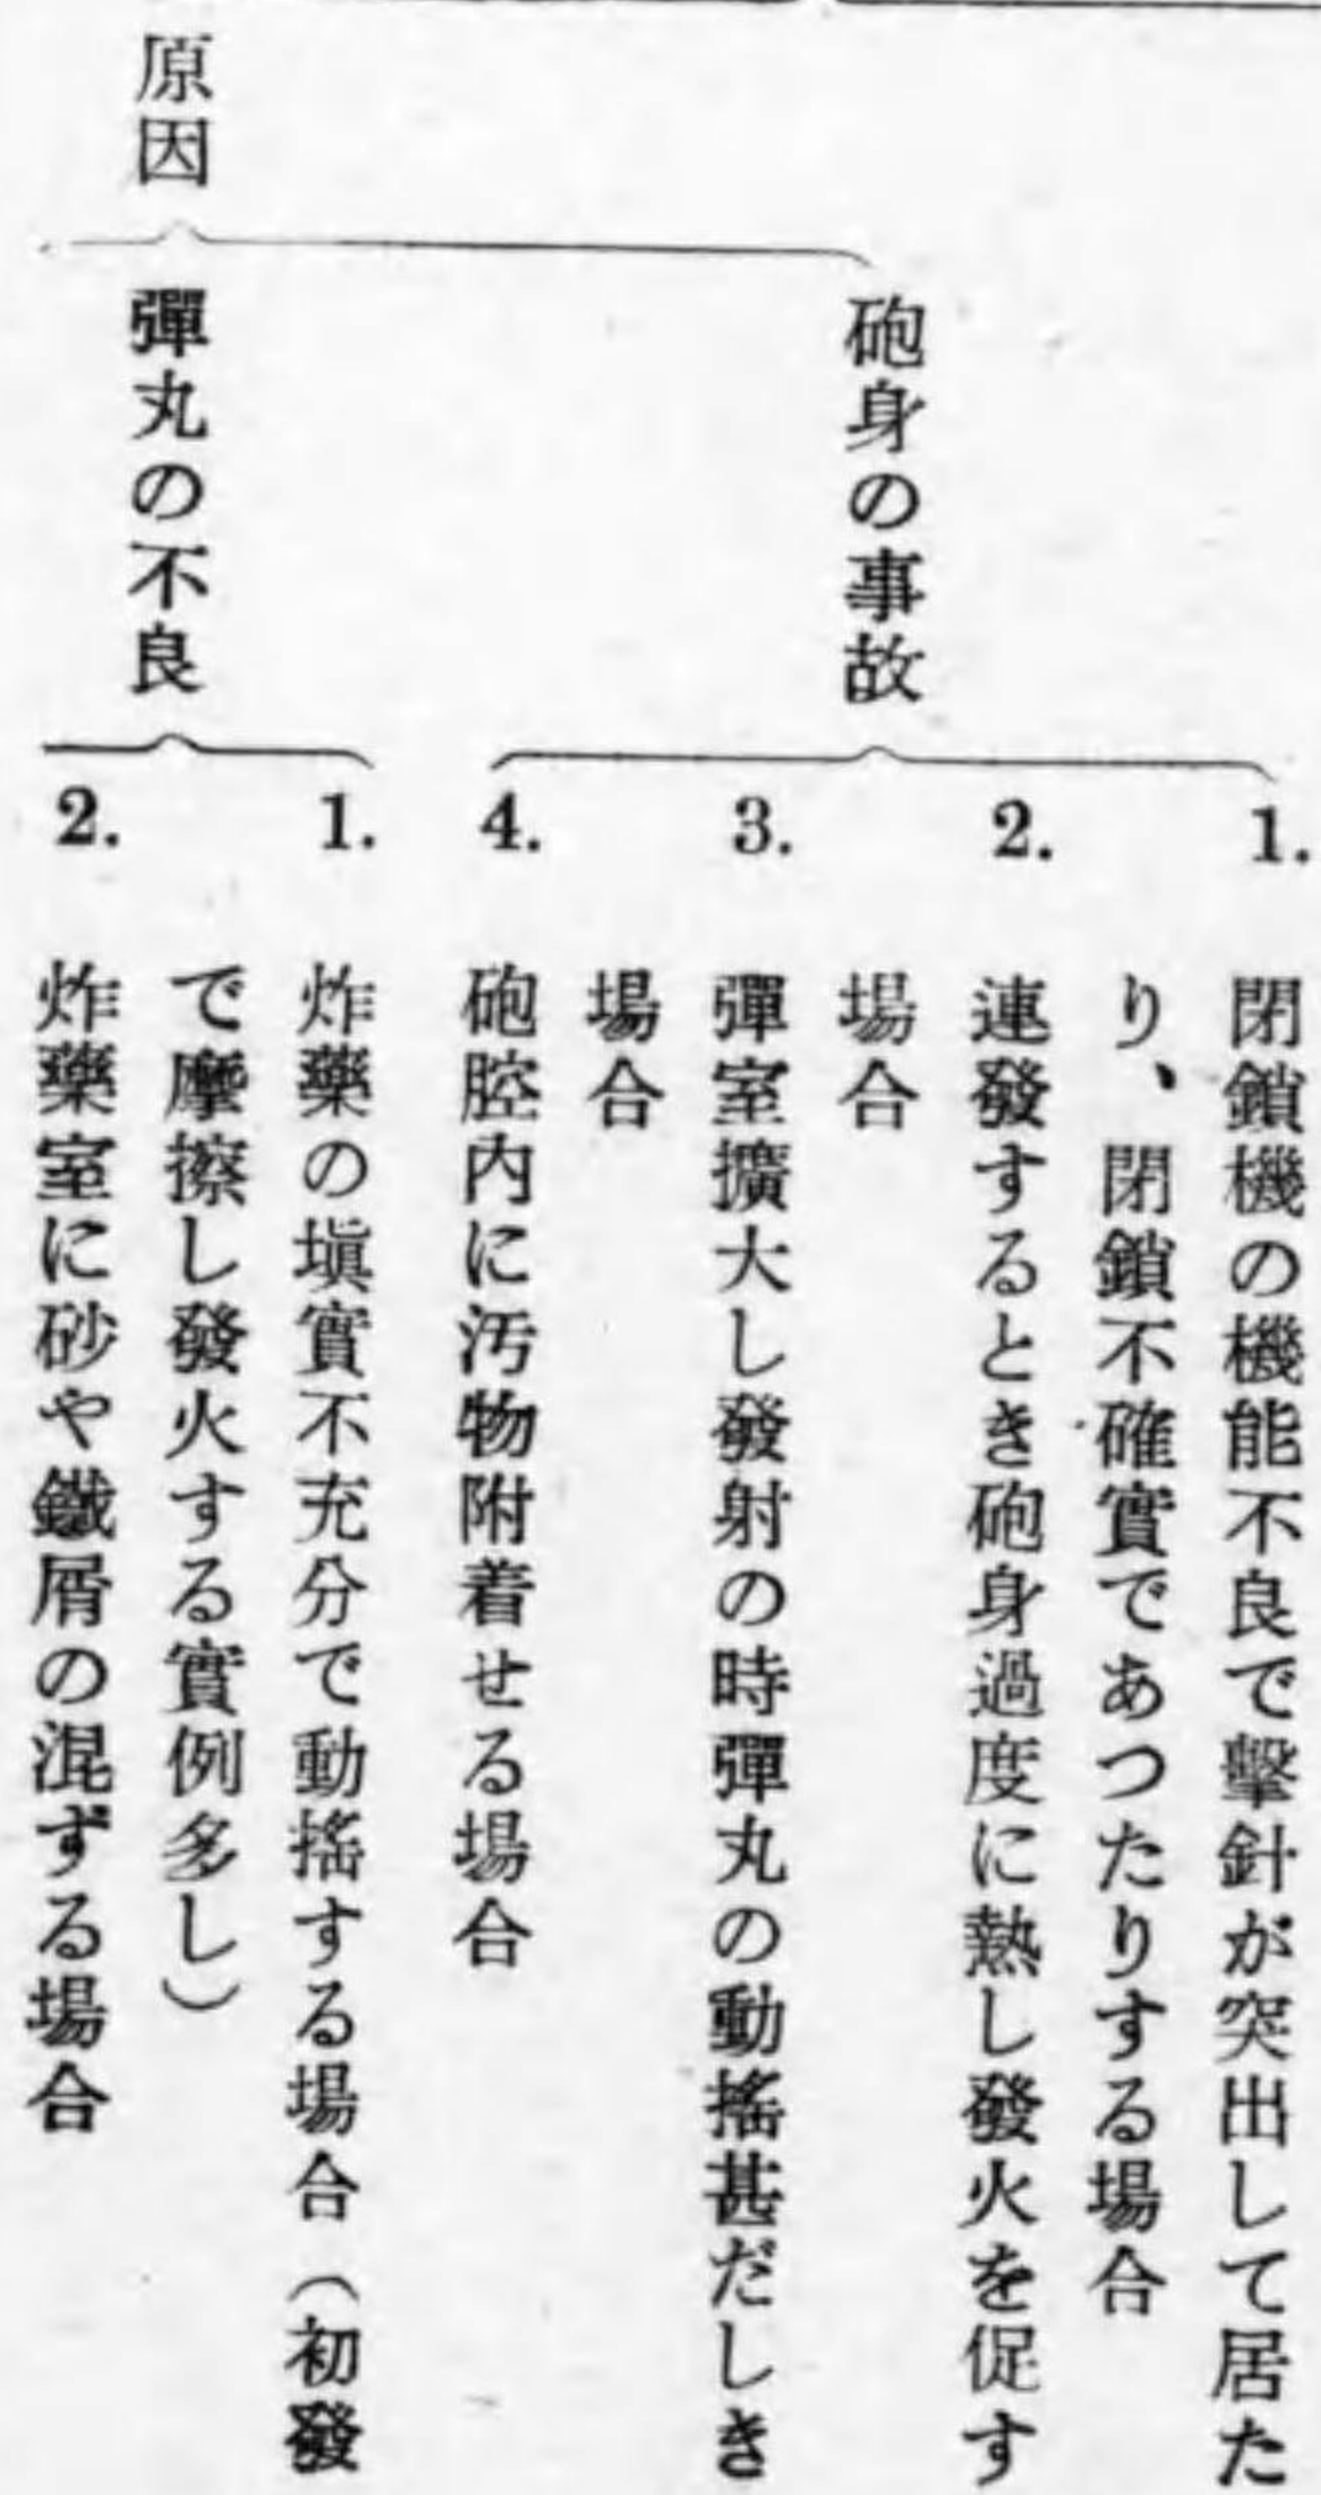 原因
砲身の事故
1. 閉鎖機の機能不良で擊針が突出して居た
り、閉鎖不確實であつたりする場合
2. 連發するとき砲身過度に熱し發火を促す
場合
3. 彈室擴大し發射の時彈丸の動搖甚だしき
場合
4. 砲腔内に汚物附着せる場合
彈丸の不良
1. 炸藥の塡實不充分で動搖する場合（初發
で摩擦し發火する實例多し）
2. 炸藥室に砂や鐵屑の混ずる場合